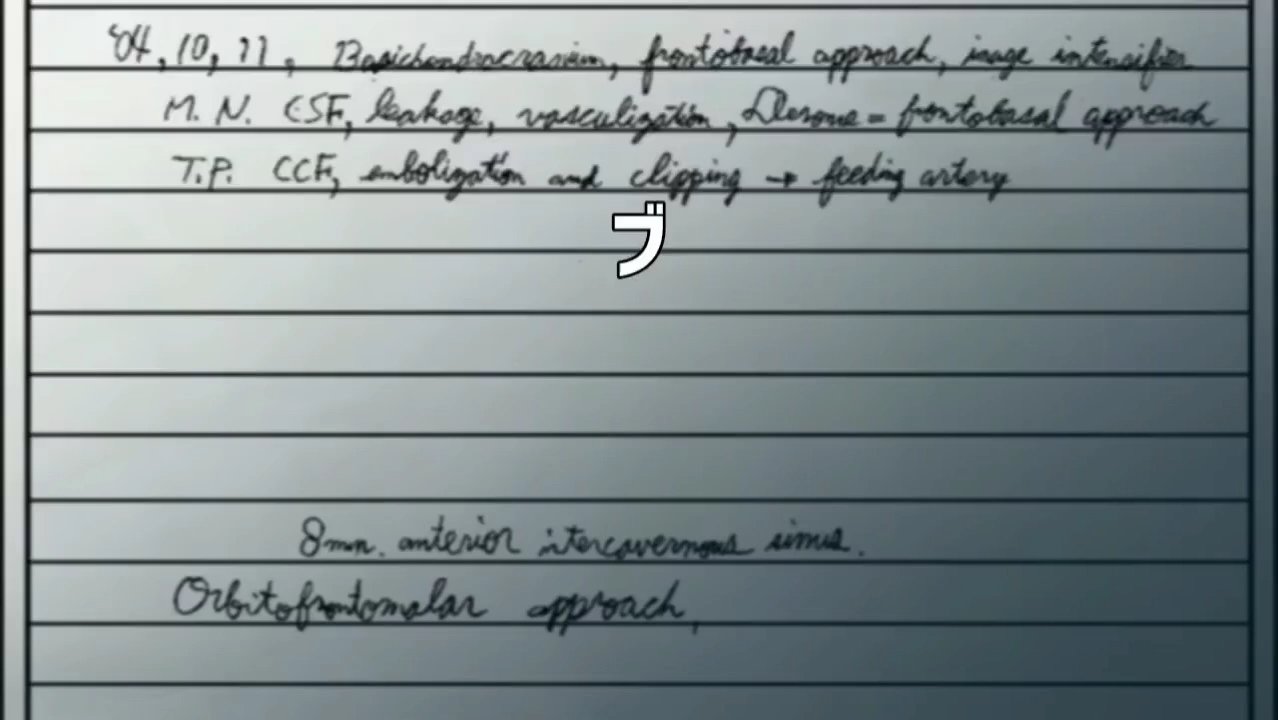 '04, 10, 11, Basichondrocranium, frontobasal approach, image intensifier
M. N. CSF, leakage, vasculization, = frontobasal approach
T.P. CCF, embolization and clipping → feeding artery
ブ
8mm. anterior intercavernous sinus.
Orbitofrontomalar approach,